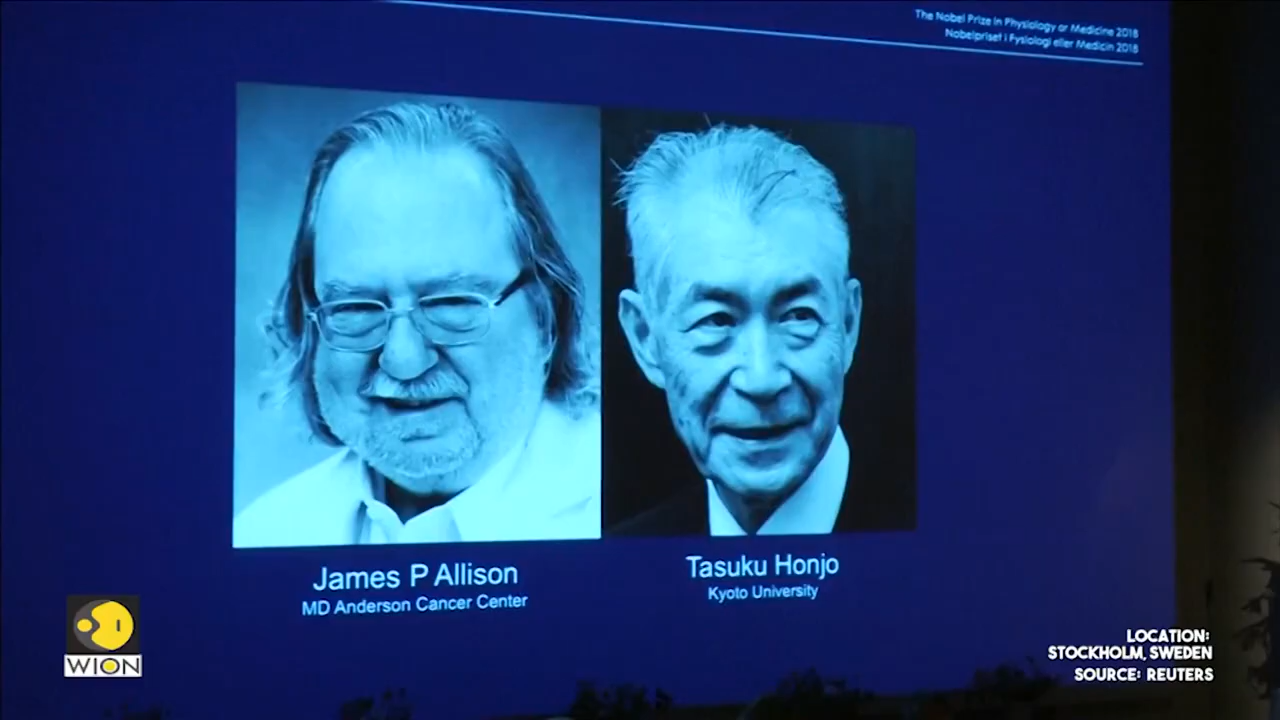 The Nobel Prize in Physiology or Medicine 2018
Nobelpriset i Fysiologi eller Medicin 2018
James P Allison
MD Anderson Cancer Center
Tasuku Honjo
Kyoto University
WION
LOCATION:
STOCKHOLM, SWEDEN
SOURCE: REUTERS